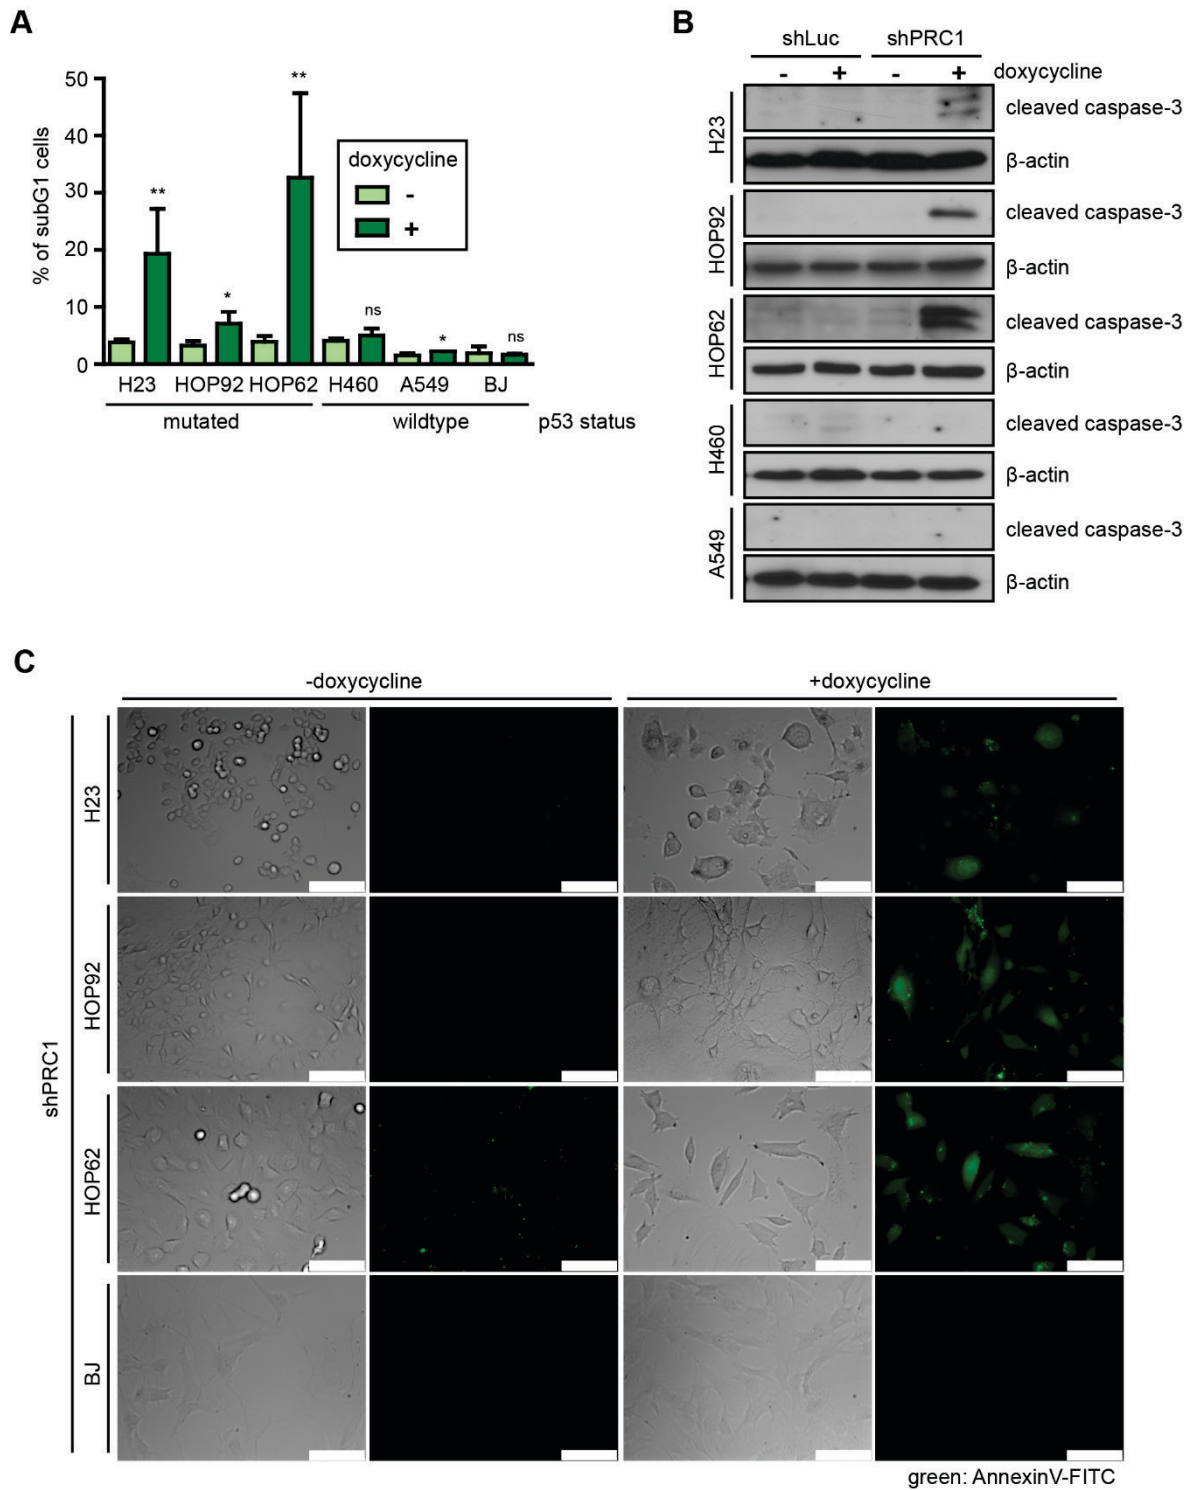 A
% of subG1 cells
50
40
30
20
10
0
**
*
**
ns
*
ns
doxycycline
-
+
H23 HOP92 HOP62 H460 A549 BJ
mutated wildtype p53 status
B
shLuc shPRC1
- + - + doxycycline
H23
cleaved caspase-3
β-actin
HOP92
cleaved caspase-3
β-actin
HOP62
cleaved caspase-3
β-actin
H460
cleaved caspase-3
β-actin
A549
cleaved caspase-3
β-actin
C
-doxycycline +doxycycline
shPRC1
H23
HOP92
HOP62
BJ
green: AnnexinV-FITC